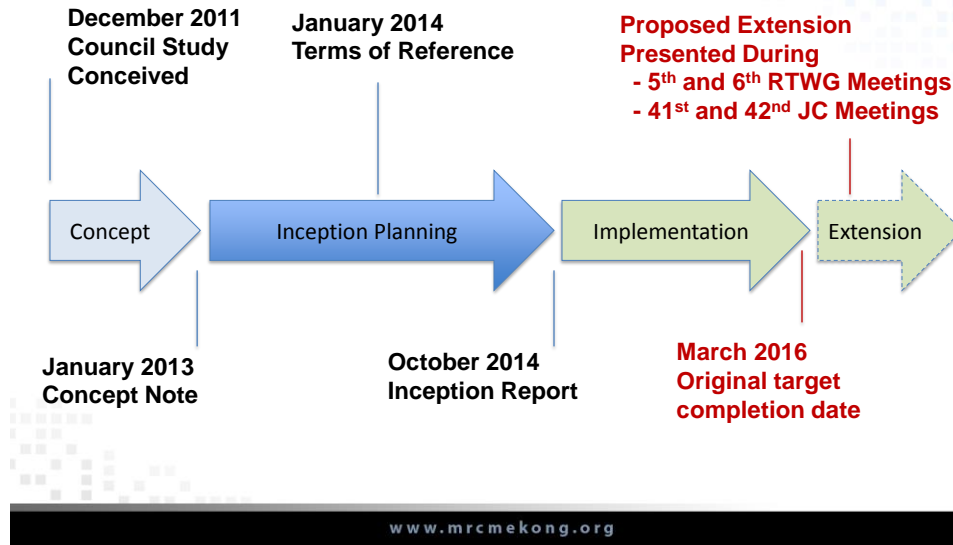 December 2011
Council Study
Conceived
January 2014
Terms of Reference
Proposed Extension
Presented During
- 5th and 6th RTWG Meetings
- 41st and 42nd JC Meetings
Concept
Inception Planning
Implementation
Extension
January 2013
Concept Note
October 2014
Inception Report
March 2016
Original target
completion date
www.mrcmekong.org